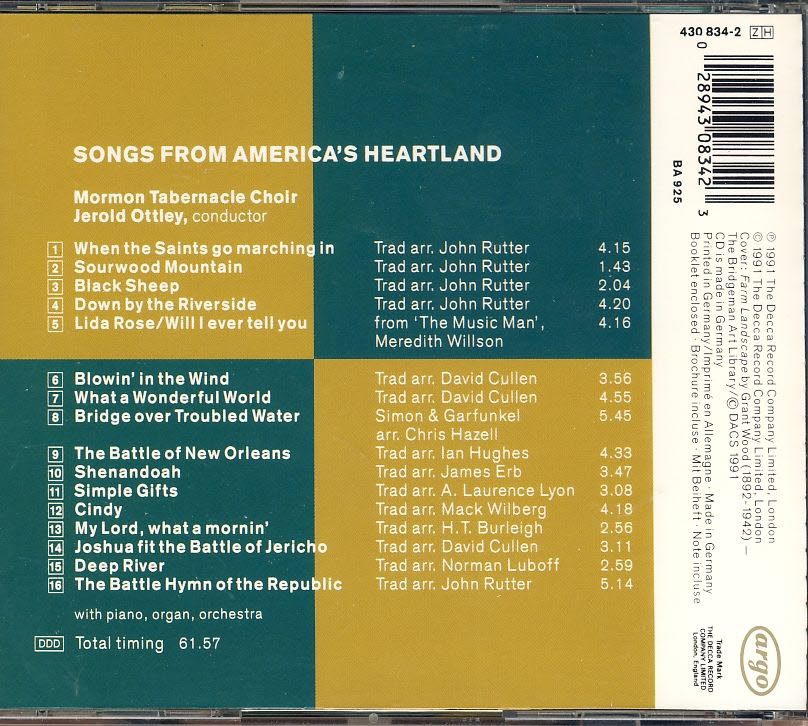 SONGS FROM AMERICA'S HEARTLAND
Mormon Tabernacle Choir
Jerold Ottley, conductor
1 When the Saints go marching in Trad arr. John Rutter 4.15
2 Sourwood Mountain Trad arr. John Rutter 1.43
3 Black Sheep Trad arr. John Rutter 2.04
4 Down by the Riverside Trad arr. John Rutter 4.20
5 Lida Rose/Will I ever tell you from 'The Music Man', 4.16
Meredith Willson
6 Blowin' in the Wind Trad arr. David Cullen 3.56
7 What a Wonderful World Trad arr. David Cullen 4.55
8 Bridge over Troubled Water Simon & Garfunkel 5.45
arr. Chris Hazell
9 The Battle of New Orleans Trad arr. Ian Hughes 4.33
10 Shenandoah Trad arr. James Erb 3.47
11 Simple Gifts Trad arr. A. Laurence Lyon 3.08
12 Cindy Trad arr. Mack Wilberg 4.18
13 My Lord, what a mornin' Trad arr. H.T. Burleigh 2.56
14 Joshua fit the Battle of Jericho Trad arr. David Cullen 3.11
15 Deep River Trad arr. Norman Luboff 2.59
16 The Battle Hymn of the Republic Trad arr. John Rutter 5.14
with piano, organ, orchestra
DDD Total timing 61.57
430 834-2 ZH
0 28943 08342 3
BA 925
℗ 1991 The Decca Record Company Limited, London
© 1991 The Decca Record Company Limited, London
Cover: Farm Landscape by Grant Wood (1892-1942) –
The Bridgeman Art Library/© DACS 1991
CD is made in Germany
Printed in Germany/Imprimé en Allemagne · Made in Germany
Booklet enclosed · Brochure incluse · Mit Beiheft · Note incluse
argo
Trade Mark
THE DECCA RECORD
COMPANY LIMITED
London, England